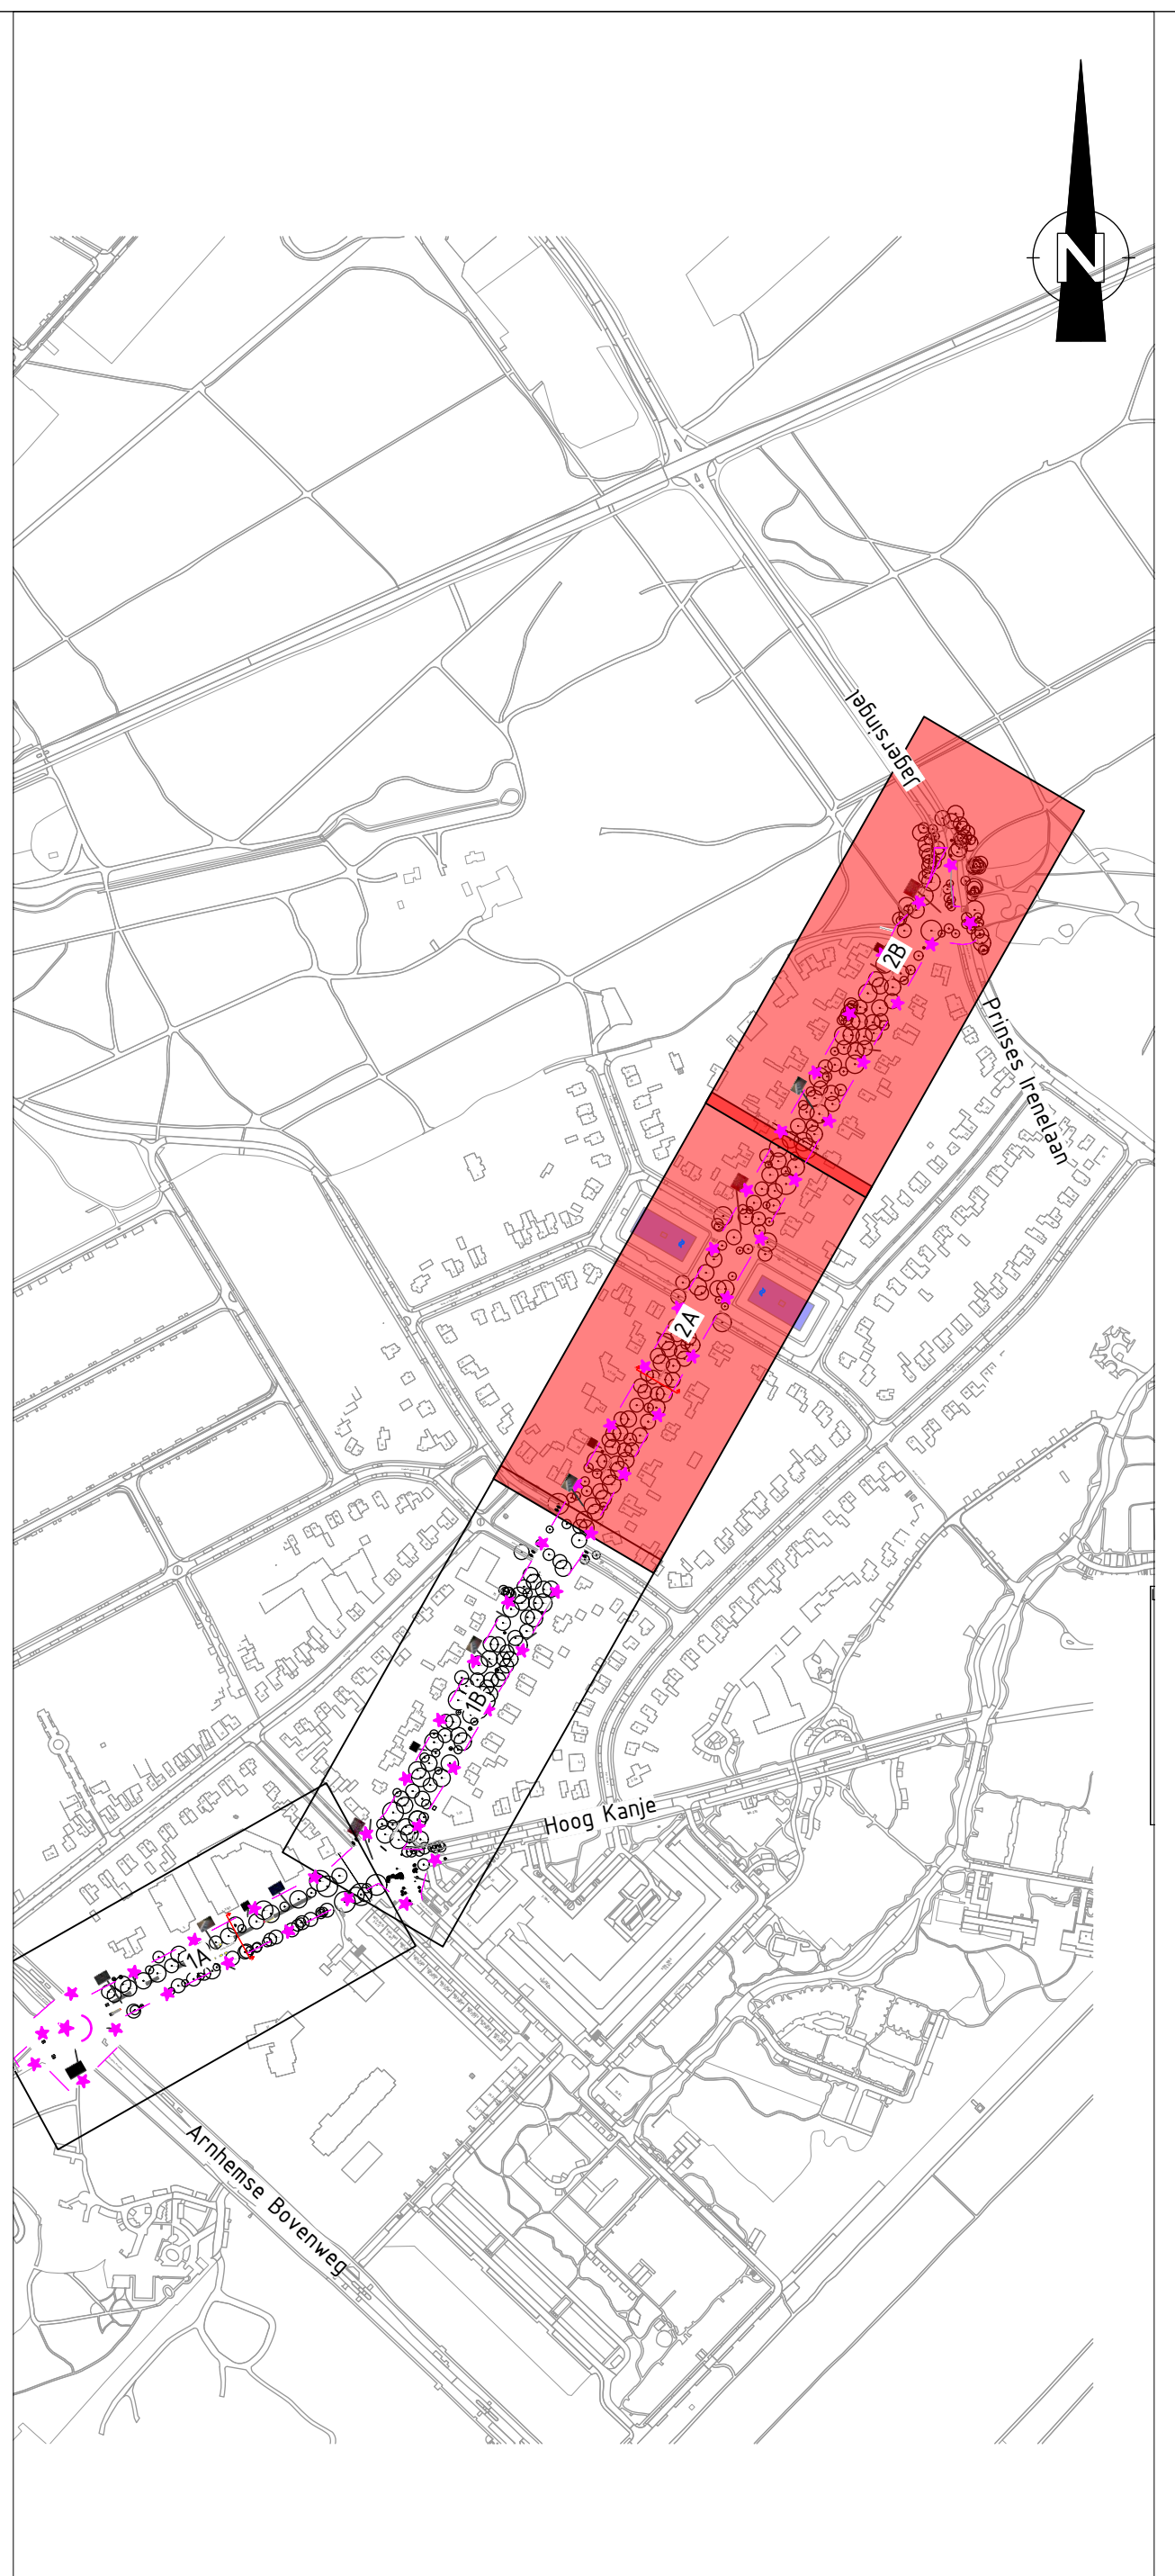 N
Jagersingel
2B
Prinses Irenelaan
2A
1B
Hoog Kanje
1A
Arnhemse Bovenweg